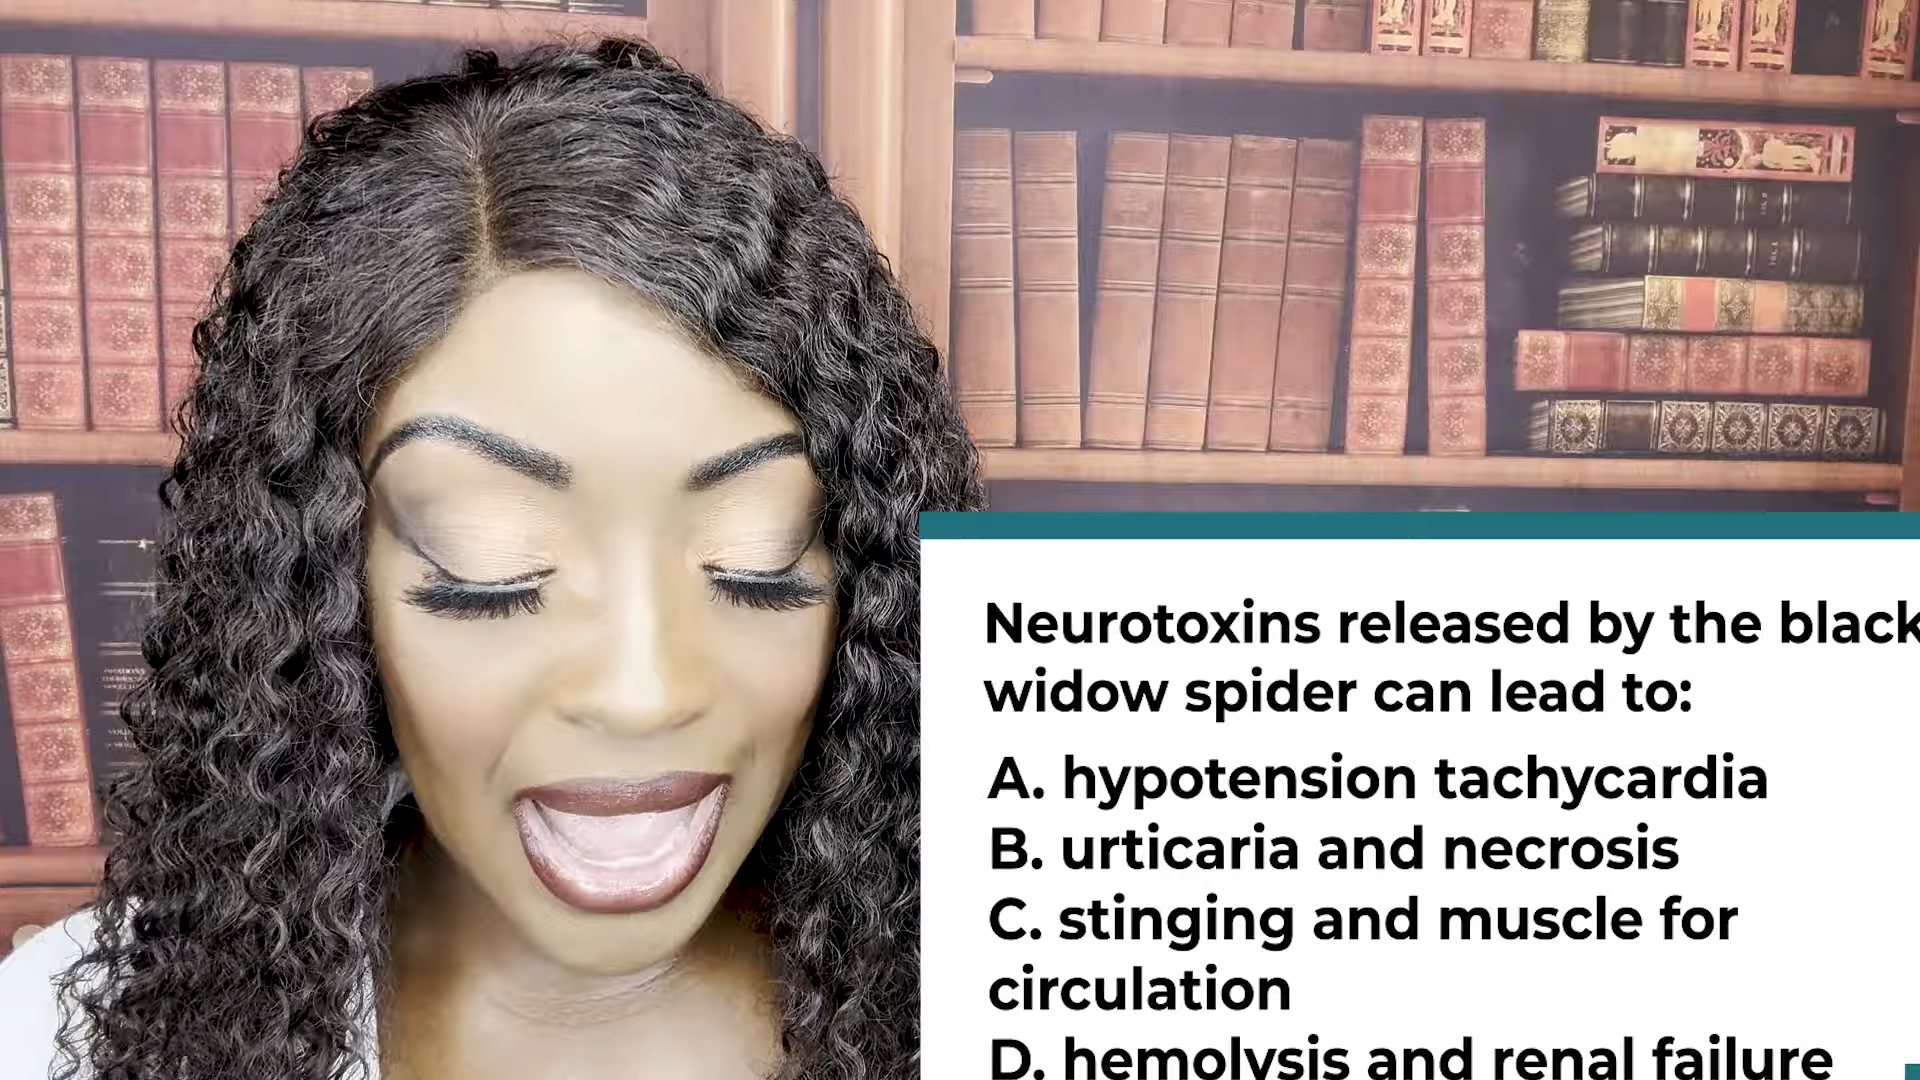 Neurotoxins released by the black
widow spider can lead to:
A. hypotension tachycardia
B. urticaria and necrosis
C. stinging and muscle for
circulation
D. hemolysis and renal failure